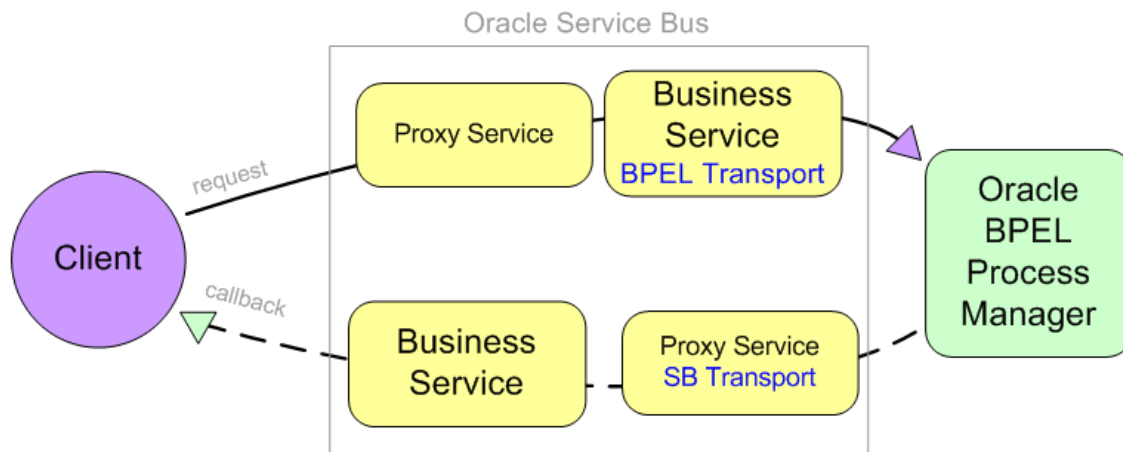 Oracle Service Bus
Proxy Service
Business
Service
BPEL Transport
request
Client
Oracle
BPEL
Process
Manager
callback
Business
Service
Proxy Service
SB Transport